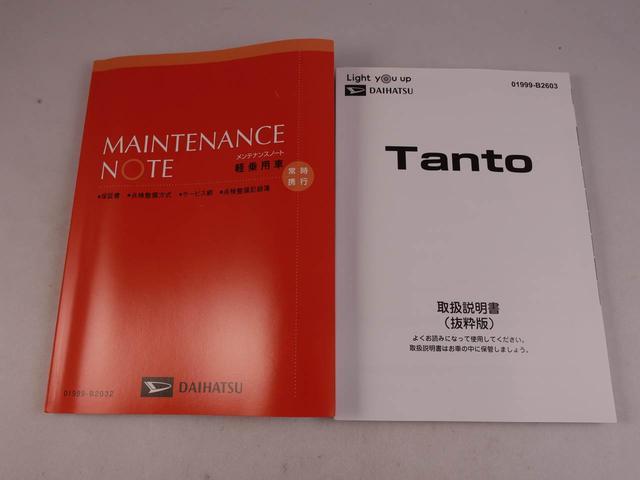 MAINTENANCE
NOTE
メンテナンスノート
軽乗用車
常時
携行
●保証書 ●点検整備方式 ●サービス網 ●点検整備記録簿
01999-B2032
DAIHATSU
Light you up
DAIHATSU
01999-B2603
Tanto
取扱説明書
(抜粋版)
よくお読みになって使用してください。
取扱説明書はお車の中に保管しましょう。